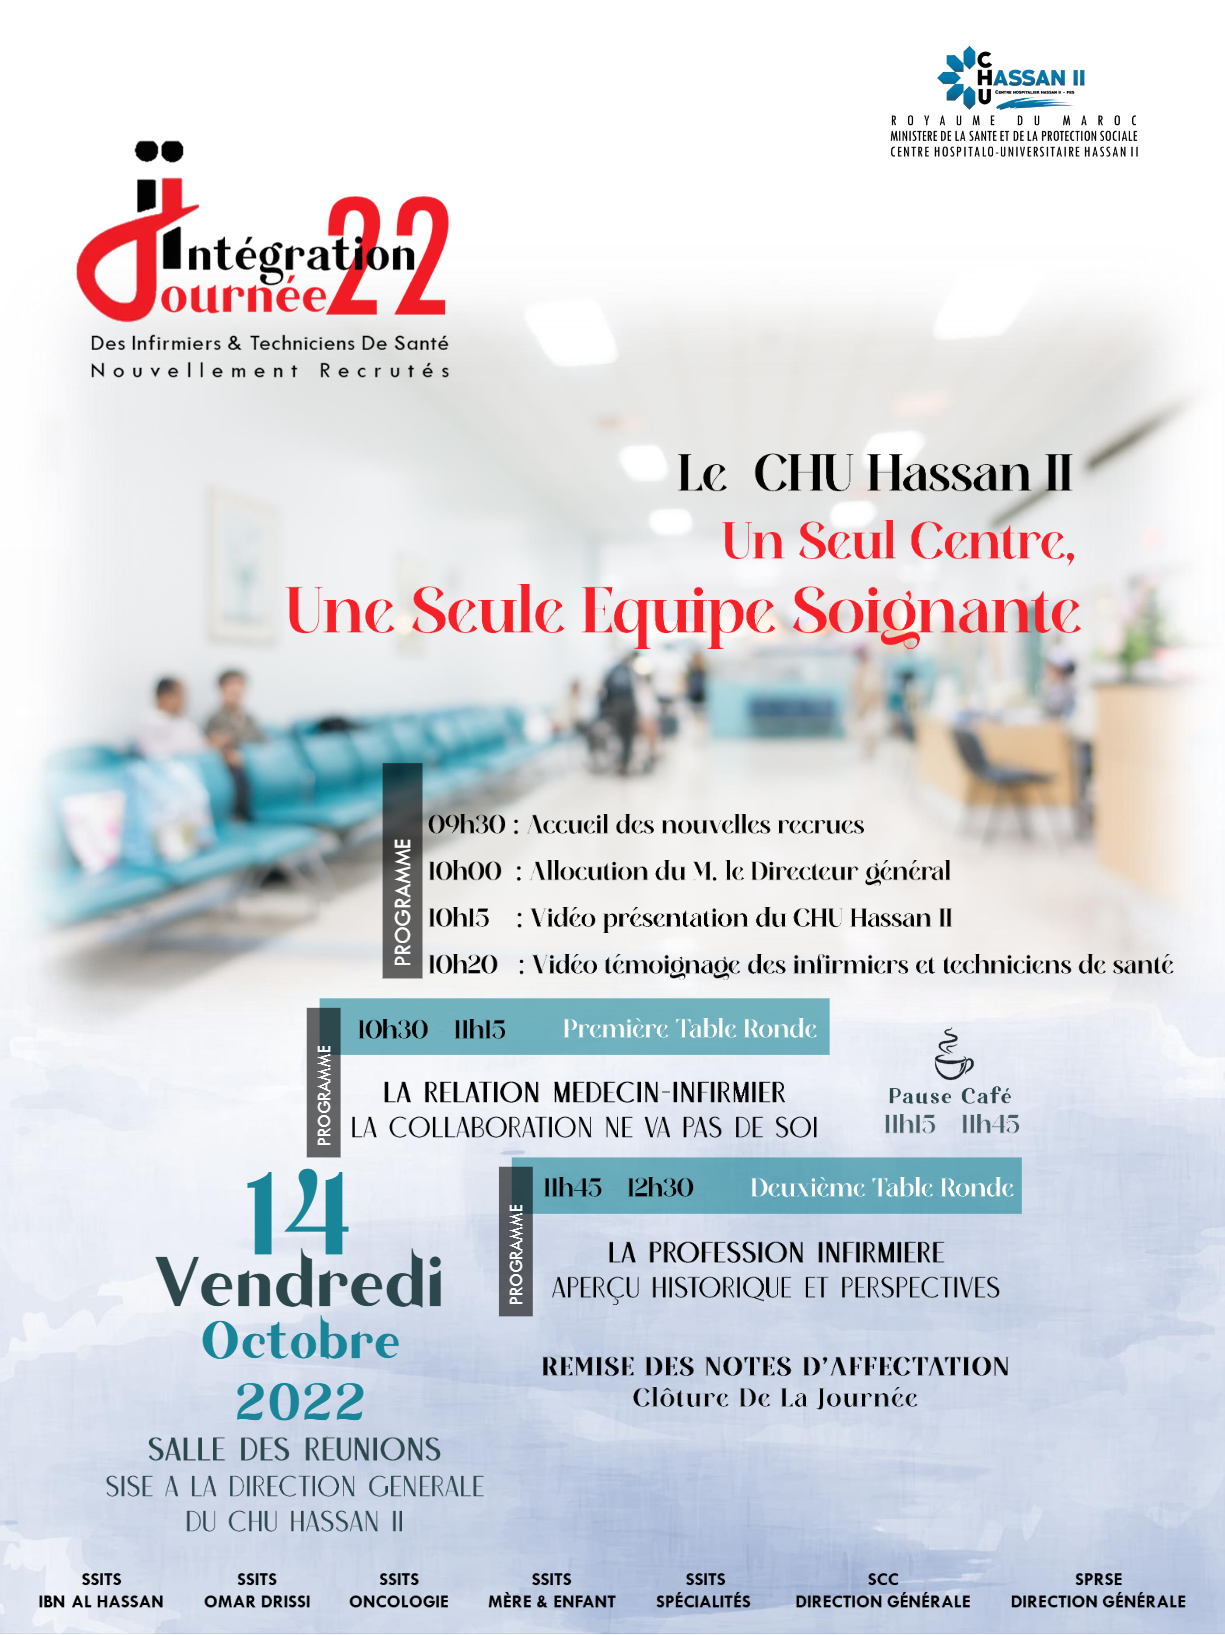 CHU
HASSAN II
CENTRE HOSPITALIER HASSAN II - FES
ROYAUME DU MAROC
MINISTERE DE LA SANTE ET DE LA PROTECTION SOCIALE
CENTRE HOSPITALO-UNIVERSITAIRE HASSAN II
Intégration
Journée 22
Des Infirmiers & Techniciens De Santé
Nouvellement Recrutés
Le CHU Hassan II
Un Seul Centre,
Une Seule Equipe Soignante
PROGRAMME
09h30 : Accueil des nouvelles recrues
10h00 : Allocution du M. le Directeur général
10h15 : Vidéo présentation du CHU Hassan II
10h20 : Vidéo témoignage des infirmiers et techniciens de santé
PROGRAMME
10h30 11h15 Première Table Ronde
LA RELATION MEDECIN-INFIRMIER
LA COLLABORATION NE VA PAS DE SOI
Pause Café
11h15 11h45
PROGRAMME
11h45 12h30 Deuxième Table Ronde
LA PROFESSION INFIRMIERE
APERÇU HISTORIQUE ET PERSPECTIVES
REMISE DES NOTES D'AFFECTATION
Clôture De La Journée
14
Vendredi
Octobre
2022
SALLE DES REUNIONS
SISE A LA DIRECTION GENERALE
DU CHU HASSAN II
SSITS
IBN AL HASSAN
SSITS
OMAR DRISSI
SSITS
ONCOLOGIE
SSITS
MÈRE & ENFANT
SSITS
SPÉCIALITÉS
SCC
DIRECTION GÉNÉRALE
SPRSE
DIRECTION GÉNÉRALE